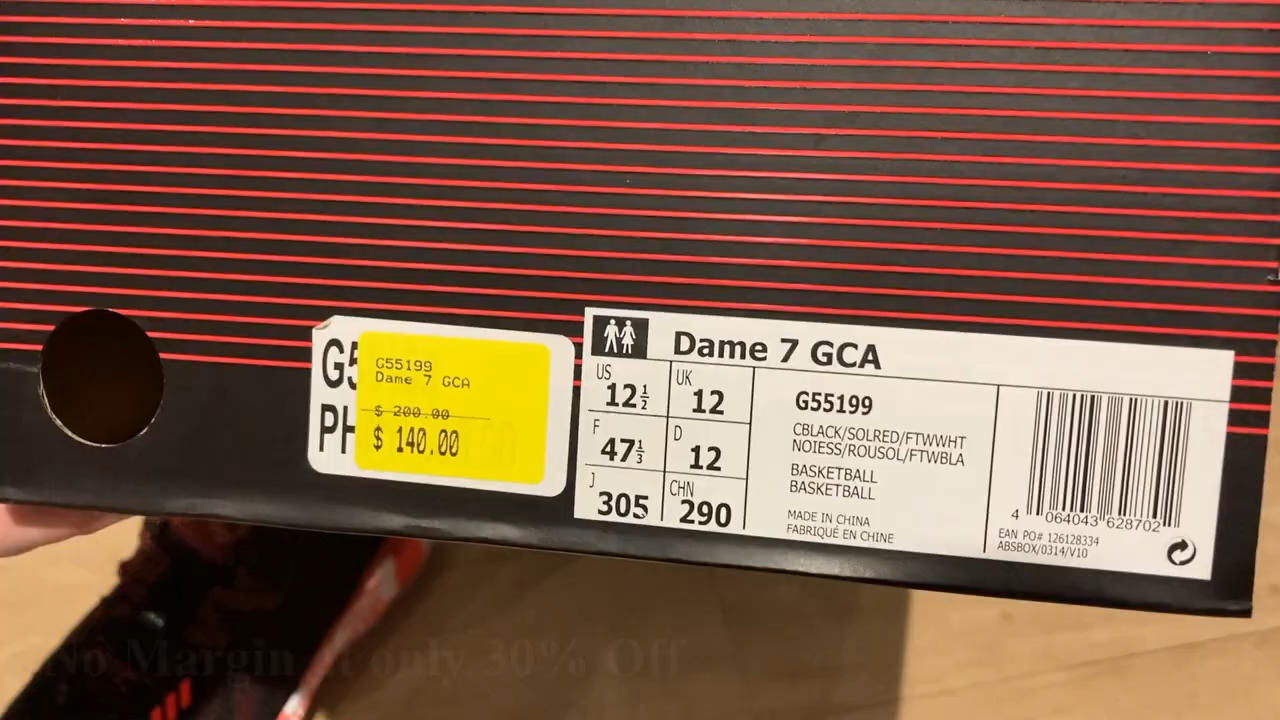 G5
PH
G55199
Dame 7 GCA
$ 200.00
$ 140.00
Dame 7 GCA
US
12½
UK
12
F
47⅓
D
12
J
305
CHN
290
G55199
CBLACK/SOLRED/FTWWHT
NOIESS/ROUSOL/FTWBLA
BASKETBALL
BASKETBALL
MADE IN CHINA
FABRIQUÉ EN CHINE
4 064043 628702
EAN PO# 126128334
ABSBOX/0314/V10
No Margin at only 30% Off